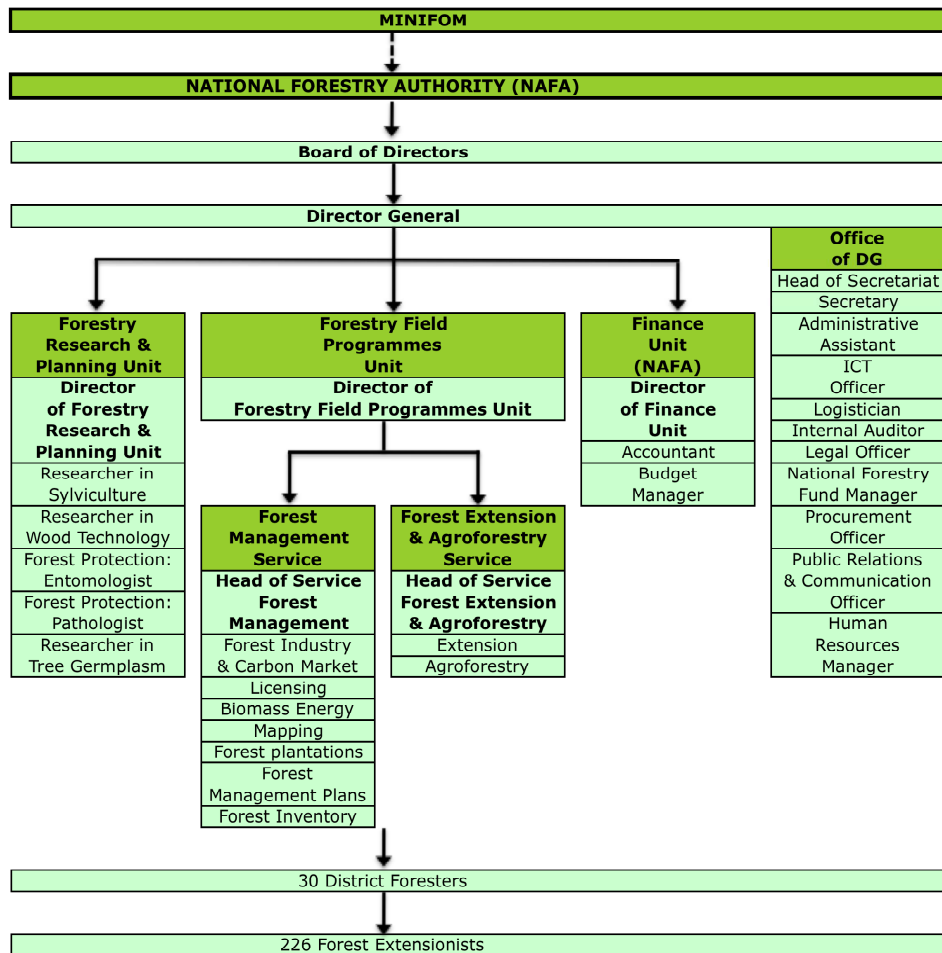 MINIFOM
NATIONAL FORESTRY AUTHORITY (NAFA)
Board of Directors
Director General
Office
of DG
Head of Secretariat
Secretary
Administrative
Assistant
ICT
Officer
Logistician
Internal Auditor
Legal Officer
National Forestry
Fund Manager
Procurement
Officer
Public Relations
& Communication
Officer
Human
Resources
Manager
Forestry
Research &
Planning Unit
Director
of Forestry
Research &
Planning Unit
Researcher in
Sylviculture
Researcher in
Wood Technology
Forest Protection:
Entomologist
Forest Protection:
Pathologist
Researcher in
Tree Germplasm
Forestry Field
Programmes
Unit
Director of
Forestry Field Programmes Unit
Forest
Management
Service
Head of Service
Forest
Management
Forest Industry
& Carbon Market
Licensing
Biomass Energy
Mapping
Forest plantations
Forest
Management Plans
Forest Inventory
Forest Extension
& Agroforestry
Service
Head of Service
Forest Extension
& Agroforestry
Extension
Agroforestry
Finance
Unit
(NAFA)
Director
of Finance
Unit
Accountant
Budget
Manager
30 District Foresters
226 Forest Extensionists